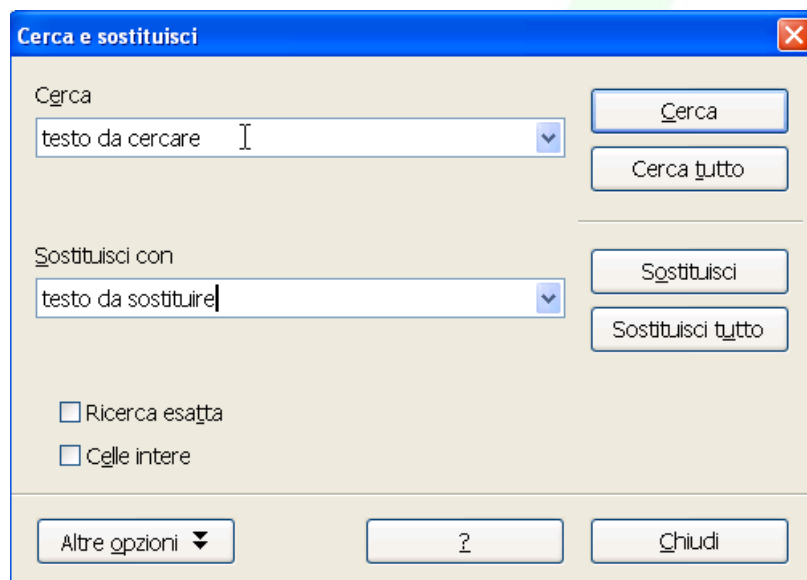 Cerca e sostituisci
Cerca
testo da cercare
Cerca
Cerca tutto
Sostituisci con
testo da sostituire
Sostituisci
Sostituisci tutto
Ricerca esatta
Celle intere
Altre opzioni
?
Chiudi